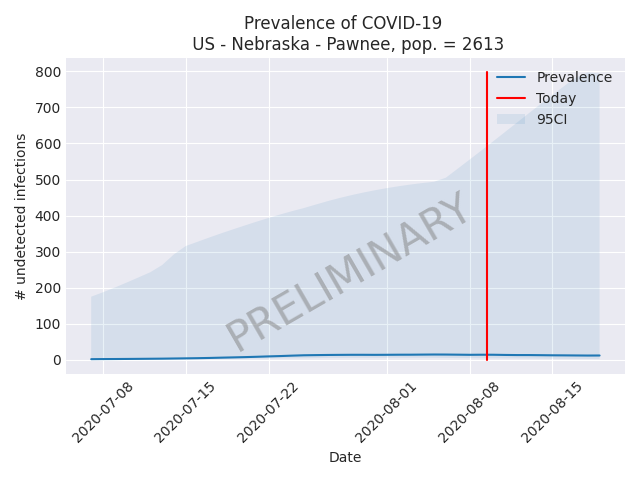 Prevalence of COVID-19
US - Nebraska - Pawnee, pop. = 2613
Prevalence
Today
95CI
800
700
600
500
400
300
200
100
0
# undetected infections
PRELIMINARY
2020-07-08
2020-07-15
2020-07-22
2020-08-01
2020-08-08
2020-08-15
Date